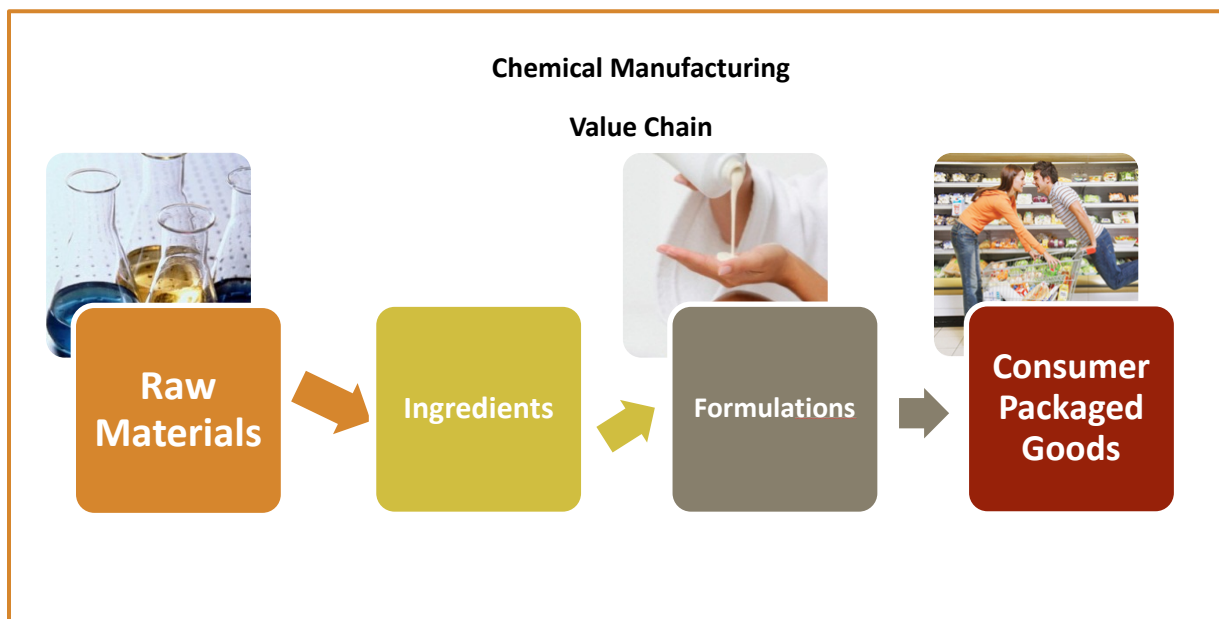 Chemical Manufacturing
Value Chain
Raw
Materials
Ingredients
Formulations
Consumer
Packaged
Goods